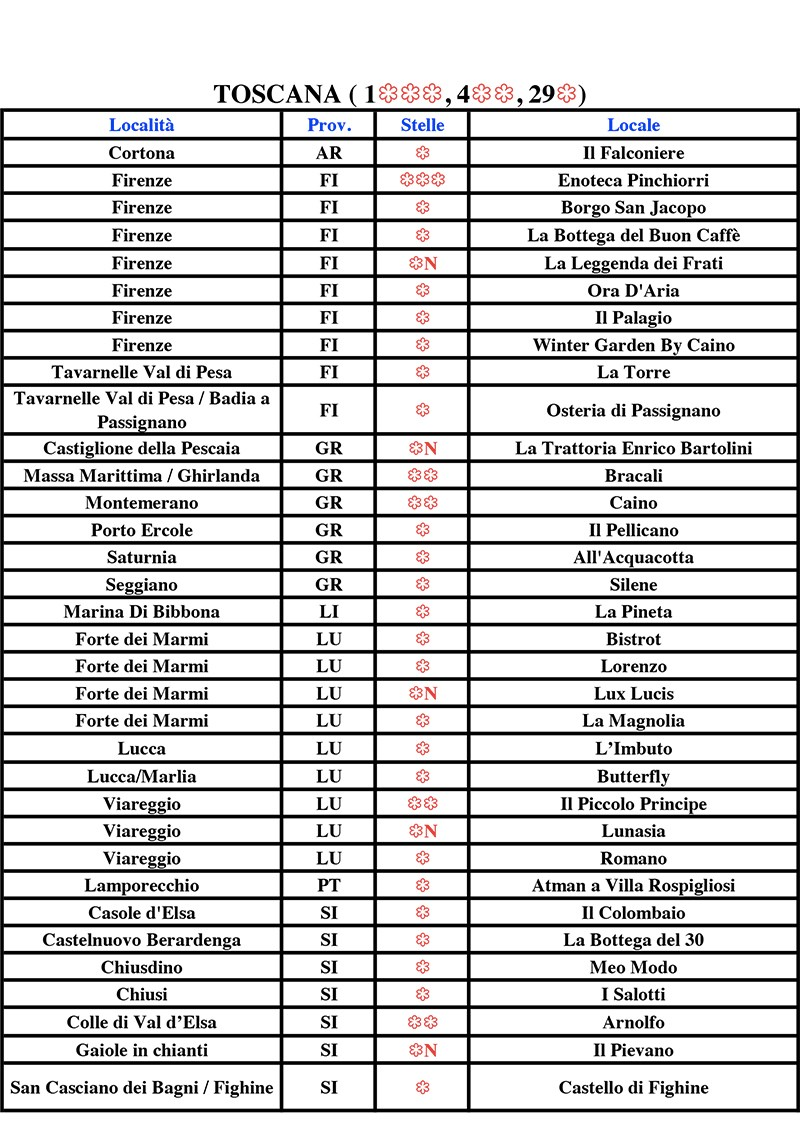 TOSCANA ( 1❀❀❀, 4❀❀, 29❀)
Località Prov. Stelle Locale
Cortona AR ❀ Il Falconiere
Firenze FI ❀❀❀ Enoteca Pinchiorri
Firenze FI ❀ Borgo San Jacopo
Firenze FI ❀ La Bottega del Buon Caffè
Firenze FI ❀N La Leggenda dei Frati
Firenze FI ❀ Ora D'Aria
Firenze FI ❀ Il Palagio
Firenze FI ❀ Winter Garden By Caino
Tavarnelle Val di Pesa FI ❀ La Torre
Tavarnelle Val di Pesa / Badia a
Passignano FI ❀ Osteria di Passignano
Castiglione della Pescaia GR ❀N La Trattoria Enrico Bartolini
Massa Marittima / Ghirlanda GR ❀❀ Bracali
Montemerano GR ❀❀ Caino
Porto Ercole GR ❀ Il Pellicano
Saturnia GR ❀ All'Acquacotta
Seggiano GR ❀ Silene
Marina Di Bibbona LI ❀ La Pineta
Forte dei Marmi LU ❀ Bistrot
Forte dei Marmi LU ❀ Lorenzo
Forte dei Marmi LU ❀N Lux Lucis
Forte dei Marmi LU ❀ La Magnolia
Lucca LU ❀ L’Imbuto
Lucca/Marlia LU ❀ Butterfly
Viareggio LU ❀❀ Il Piccolo Principe
Viareggio LU ❀N Lunasia
Viareggio LU ❀ Romano
Lamporecchio PT ❀ Atman a Villa Rospigliosi
Casole d'Elsa SI ❀ Il Colombaio
Castelnuovo Berardenga SI ❀ La Bottega del 30
Chiusdino SI ❀ Meo Modo
Chiusi SI ❀ I Salotti
Colle di Val d’Elsa SI ❀❀ Arnolfo
Gaiole in chianti SI ❀N Il Pievano
San Casciano dei Bagni / Fighine SI ❀ Castello di Fighine